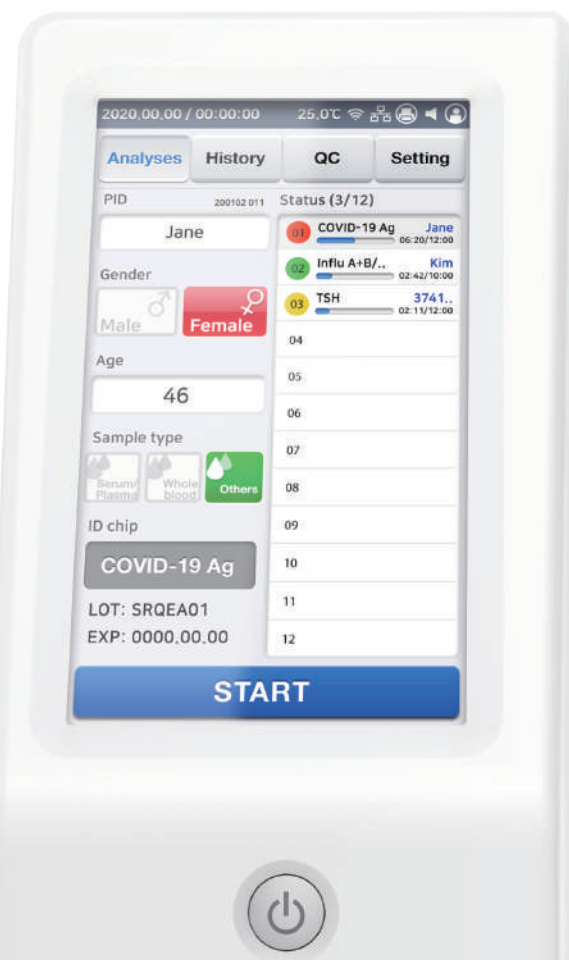 2020.00.00 / 00:00:00 25.0℃
Analyses History QC Setting
PID 200102 011
Jane
Gender
Male Female
Age
46
Sample type
Serum/
Plasma
Whole
blood
Others
ID chip
COVID-19 Ag
LOT: SRQEA01
EXP: 0000.00.00
Status (3/12)
01 COVID-19 Ag Jane
06:20/12:00
02 Influ A+B/.. Kim
02:42/10:00
03 TSH 3741..
02:11/12:00
04
05
06
07
08
09
10
11
12
START